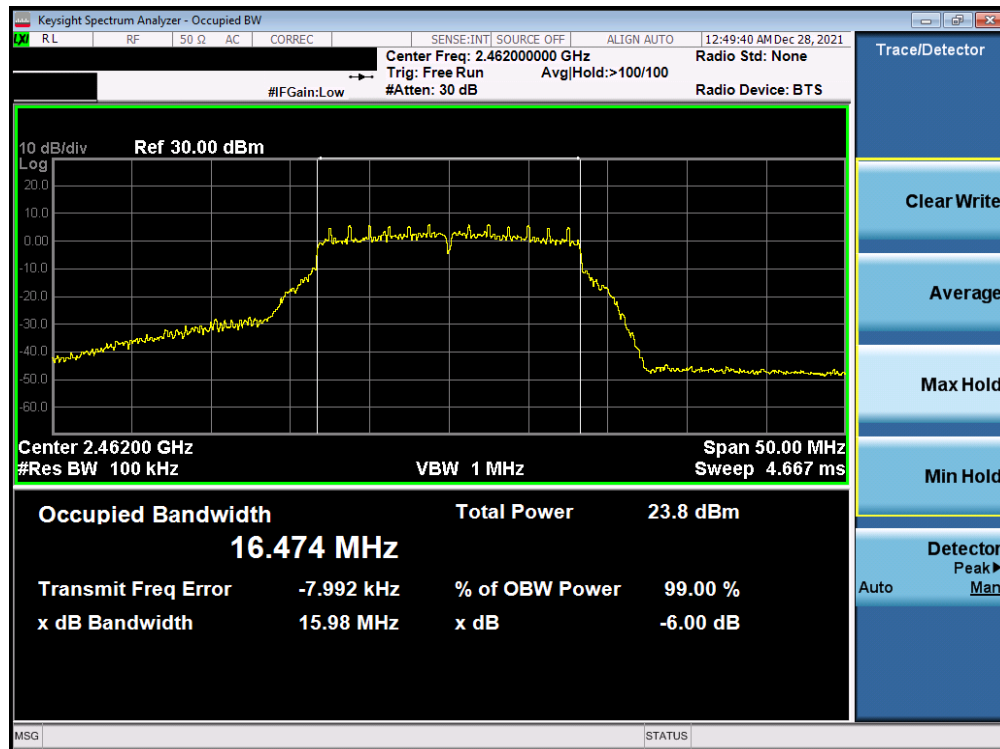 Keysight Spectrum Analyzer - Occupied BW
LXI RL RF 50 Ω AC CORREC SENSE:INT SOURCE OFF ALIGN AUTO 12:49:40 AM Dec 28, 2021
Center Freq: 2.462000000 GHz Radio Std: None
Trig: Free Run Avg|Hold:>100/100
#IFGain:Low #Atten: 30 dB Radio Device: BTS
Trace/Detector
10 dB/div Ref 30.00 dBm
Log
20.0
10.0
0.00
-10.0
-20.0
-30.0
-40.0
-50.0
-60.0
Center 2.46200 GHz Span 50.00 MHz
#Res BW 100 kHz VBW 1 MHz Sweep 4.667 ms
Occupied Bandwidth Total Power 23.8 dBm
16.474 MHz
Transmit Freq Error -7.992 kHz % of OBW Power 99.00 %
x dB Bandwidth 15.98 MHz x dB -6.00 dB
Clear Write
Average
Max Hold
Min Hold
Detector
Peak▶
Auto Man
MSG STATUS